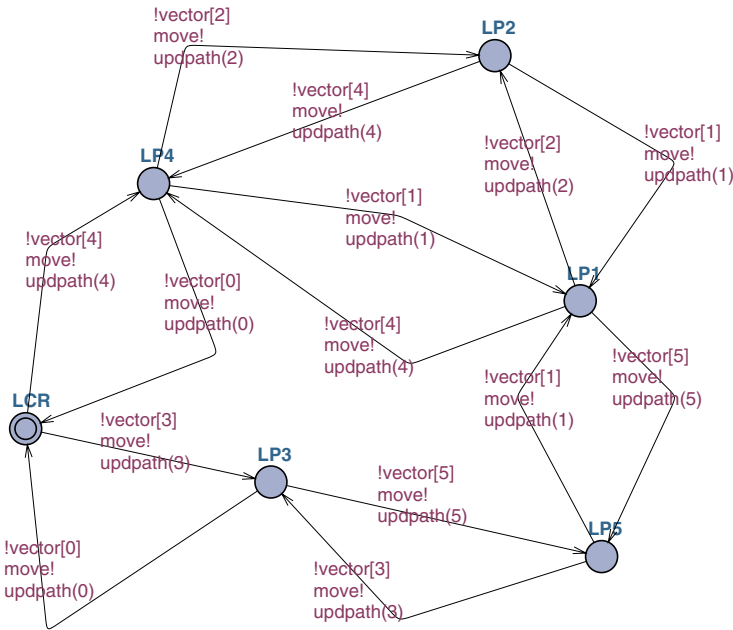 !vector[2]
move!
updpath(2)
LP2
!vector[4]
move!
updpath(4)
!vector[1]
move!
updpath(1)
!vector[2]
move!
updpath(2)
LP4
!vector[1]
move!
updpath(1)
!vector[4]
move!
updpath(4)
!vector[0]
move!
updpath(0)
LP1
!vector[4]
move!
updpath(4)
!vector[5]
move!
updpath(5)
!vector[1]
move!
updpath(1)
LCR
!vector[3]
move!
updpath(3)
LP3
!vector[5]
move!
updpath(5)
LP5
!vector[0]
move!
updpath(0)
!vector[3]
move!
updpath(3)